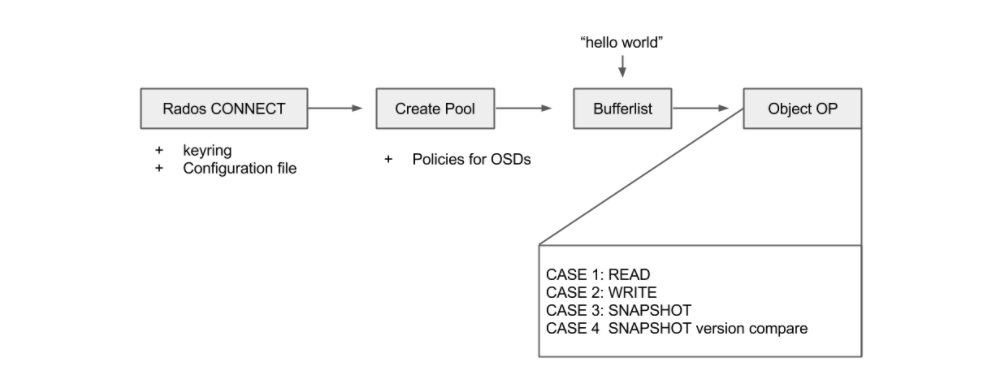 “hello world”
Rados CONNECT
Create Pool
Bufferlist
Object OP
+ keyring
+ Configuration file
+ Policies for OSDs
CASE 1: READ
CASE 2: WRITE
CASE 3: SNAPSHOT
CASE 4 SNAPSHOT version compare